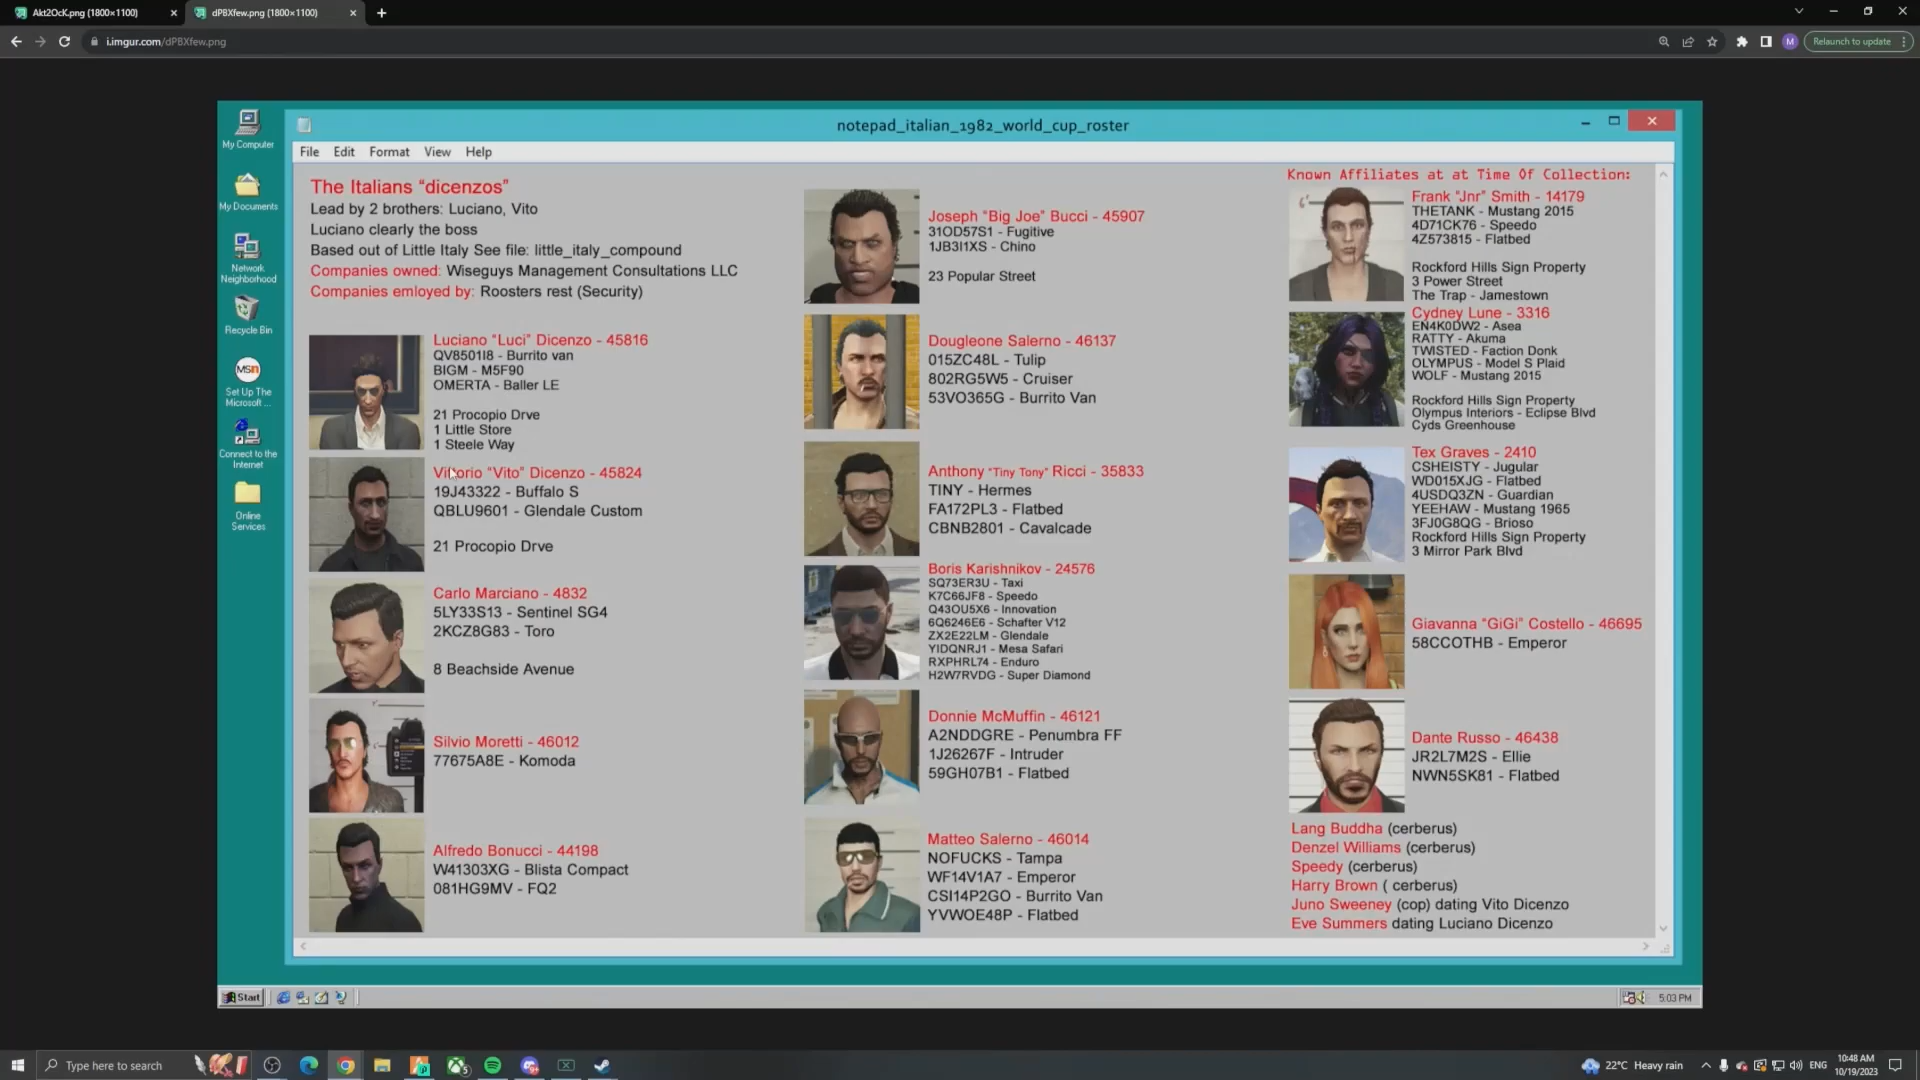 Akt2OcK.png (1800×1100)
dPBXfew.png (1800×1100)
i.imgur.com/dPBXfew.png
M
Relaunch to update
My Computer
My Documents
Network
Neighborhood
Recycle Bin
msn
Set Up The
Microsoft ...
Connect to the
Internet
Online
Services
notepad_italian_1982_world_cup_roster
File Edit Format View Help
The Italians “dicenzos”
Lead by 2 brothers: Luciano, Vito
Luciano clearly the boss
Based out of Little Italy See file: little_italy_compound
Companies owned: Wiseguys Management Consultations LLC
Companies emloyed by: Roosters rest (Security)
Luciano “Luci” Dicenzo - 45816
QV8501I8 - Burrito van
BIGM - M5F90
OMERTA - Baller LE
21 Procopio Drve
1 Little Store
1 Steele Way
Vittorio “Vito” Dicenzo - 45824
19J43322 - Buffalo S
QBLU9601 - Glendale Custom
21 Procopio Drve
Carlo Marciano - 4832
5LY33S13 - Sentinel SG4
2KCZ8G83 - Toro
8 Beachside Avenue
Silvio Moretti - 46012
77675A8E - Komoda
Alfredo Bonucci - 44198
W41303XG - Blista Compact
081HG9MV - FQ2
Joseph “Big Joe” Bucci - 45907
31OD57S1 - Fugitive
1JB3I1XS - Chino
23 Popular Street
Dougleone Salerno - 46137
015ZC48L - Tulip
802RG5W5 - Cruiser
53VO365G - Burrito Van
Anthony “Tiny Tony” Ricci - 35833
TINY - Hermes
FA172PL3 - Flatbed
CBNB2801 - Cavalcade
Boris Karishnikov - 24576
SQ73ER3U - Taxi
K7C66JF8 - Speedo
Q43OU5X6 - Innovation
6Q6246E6 - Schafter V12
ZX2E22LM - Glendale
YIDQNRJ1 - Mesa Safari
RXPHRL74 - Enduro
H2W7RVDG - Super Diamond
Donnie McMuffin - 46121
A2NDDGRE - Penumbra FF
1J26267F - Intruder
59GH07B1 - Flatbed
Matteo Salerno - 46014
NOFUCKS - Tampa
WF14V1A7 - Emperor
CSI14P2GO - Burrito Van
YVWOE48P - Flatbed
Known Affiliates at at Time Of Collection:
Frank “Jnr” Smith - 14179
THETANK - Mustang 2015
4D71CK76 - Speedo
4Z573815 - Flatbed
Rockford Hills Sign Property
3 Power Street
The Trap - Jamestown
Cydney Lune - 3316
EN4K0DW2 - Asea
RATTY - Akuma
TWISTED - Faction Donk
OLYMPUS - Model S Plaid
WOLF - Mustang 2015
Rockford Hills Sign Property
Olympus Interiors - Eclipse Blvd
Cyds Greenhouse
Tex Graves - 2410
CSHEISTY - Jugular
WD015XJG - Flatbed
4USDQ3ZN - Guardian
YEEHAW - Mustang 1965
3FJ0G8QG - Brioso
Rockford Hills Sign Property
3 Mirror Park Blvd
Giavanna “GiGi” Costello - 46695
58CCOTHB - Emperor
Dante Russo - 46438
JR2L7M2S - Ellie
NWN5SK81 - Flatbed
Lang Buddha (cerberus)
Denzel Williams (cerberus)
Speedy (cerberus)
Harry Brown ( cerberus)
Juno Sweeney (cop) dating Vito Dicenzo
Eve Summers dating Luciano Dicenzo
Start
5:03 PM
Type here to search
22°C Heavy rain
ENG
10:48 AM
10/19/2023